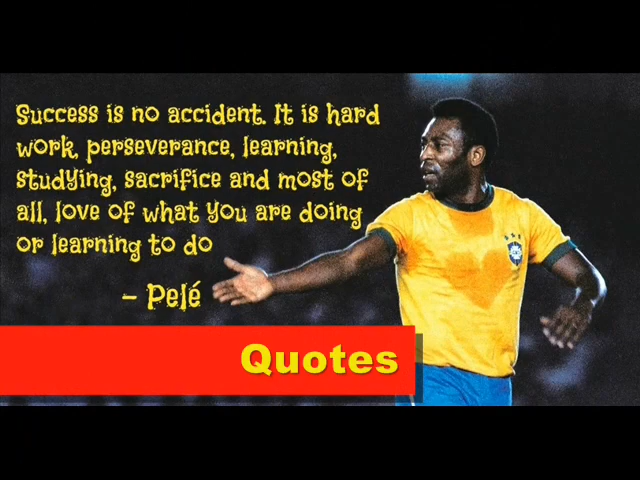 Success is no accident. It is hard
work, perseverance, learning,
studying, sacrifice and most of
all, love of what you are doing
or learning to do
– Pelé
Quotes